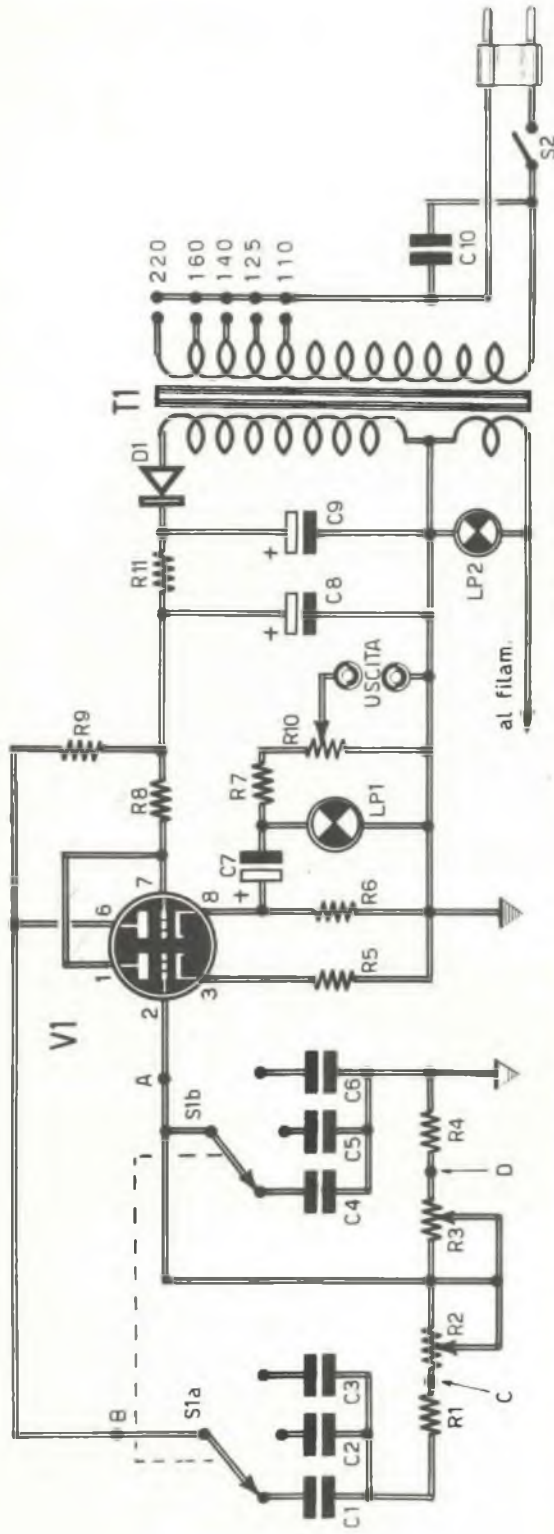 V1
T1
B
S1a
S1b
A
C1
C2
C3
C4
C5
C6
R1
R2
R3
R4
C
D
1
2
3
6
7
8
R5
R6
R7
R8
R9
R10
R11
C7
+
LP1
USCITA
C8
+
C9
+
D1
LP2
al filam.
220
160
140
125
110
C10
S2